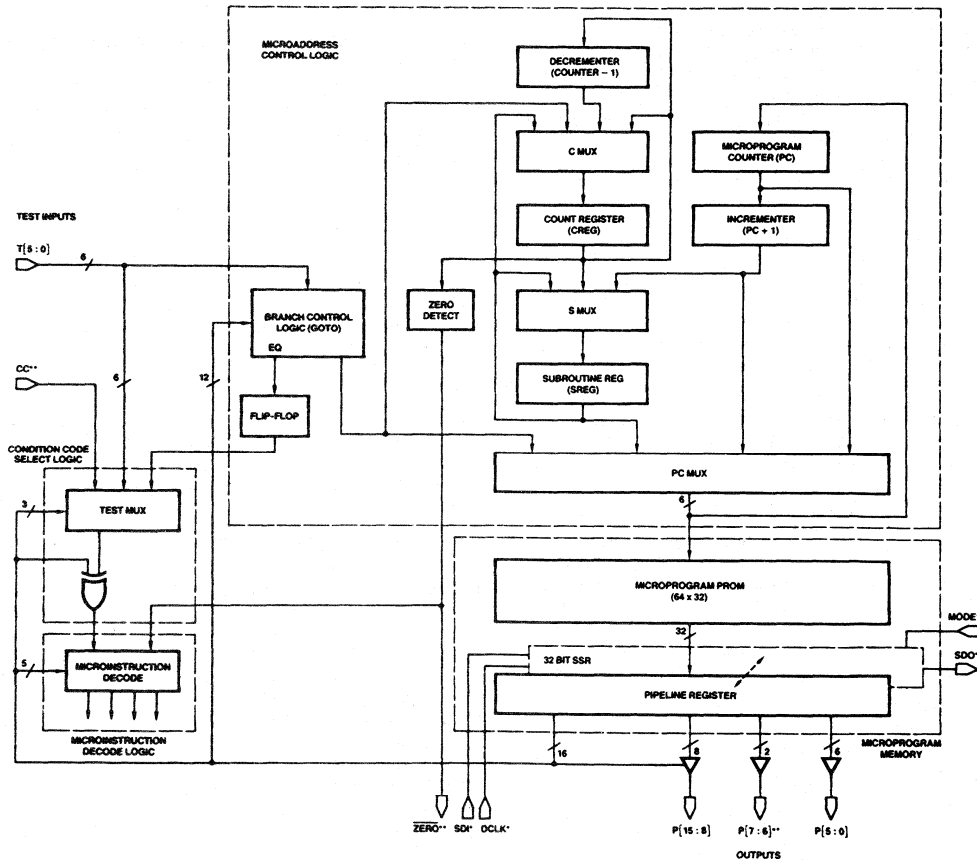 MICROADDRESS
CONTROL LOGIC
DECREMENTER
(COUNTER – 1)
C MUX
MICROPROGRAM
COUNTER (PC)
TEST INPUTS
COUNT REGISTER
(CREG)
INCREMENTER
(PC + 1)
T[5 : 0]
6
BRANCH CONTROL
LOGIC (GOTO)
EQ
ZERO
DETECT
S MUX
CC**
6
12
SUBROUTINE REG
(SREG)
FLIP-FLOP
CONDITION CODE
SELECT LOGIC
PC MUX
6
3
TEST MUX
MICROPROGRAM PROM
(64 x 32)
MODE
32
5
MICROINSTRUCTION
DECODE
32 BIT SSR
SDO*
PIPELINE REGISTER
MICROINSTRUCTION
DECODE LOGIC
16
8
2
6
MICROPROGRAM
MEMORY
ZERO**
SDI*
DCLK*
P[15 : 8]
P[7 : 6]**
P[5 : 0]
OUTPUTS